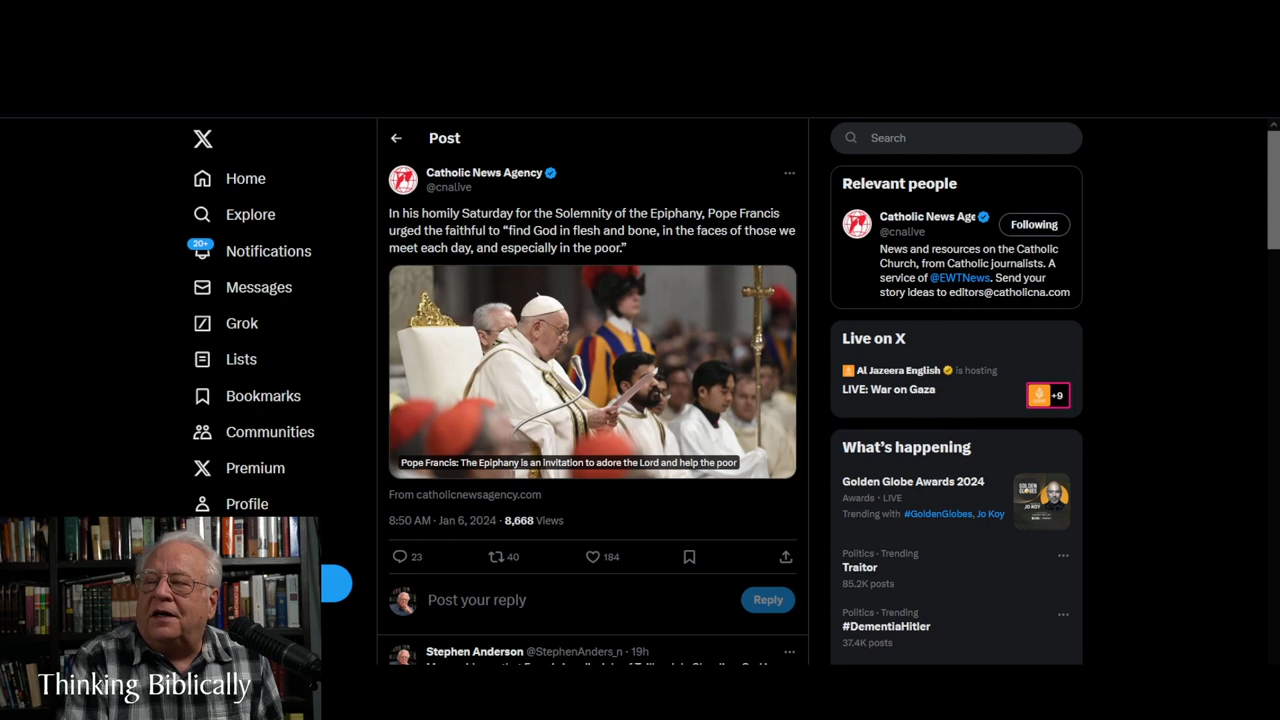 Post
Search
Home
Explore
20+
Notifications
Messages
Grok
Lists
Bookmarks
Communities
Premium
Profile
Catholic News Agency
@cnalive
In his homily Saturday for the Solemnity of the Epiphany, Pope Francis
urged the faithful to “find God in flesh and bone, in the faces of those we
meet each day, and especially in the poor.”
Pope Francis: The Epiphany is an invitation to adore the Lord and help the poor
From catholicnewsagency.com
8:50 AM · Jan 6, 2024 · 8,668 Views
23
40
184
Post your reply
Reply
Stephen Anderson @StephenAnders_n · 19h
Relevant people
Catholic News Age
@cnalive
Following
News and resources on the Catholic
Church, from Catholic journalists. A
service of @EWTNews. Send your
story ideas to editors@catholicna.com
Live on X
Al Jazeera English is hosting
LIVE: War on Gaza
+9
What’s happening
Golden Globe Awards 2024
Awards · LIVE
Trending with #GoldenGlobes, Jo Koy
GOLDEN
GLOBES
JO KOY
Politics · Trending
Traitor
85.2K posts
Politics · Trending
#DementiaHitler
37.4K posts
Thinking Biblically